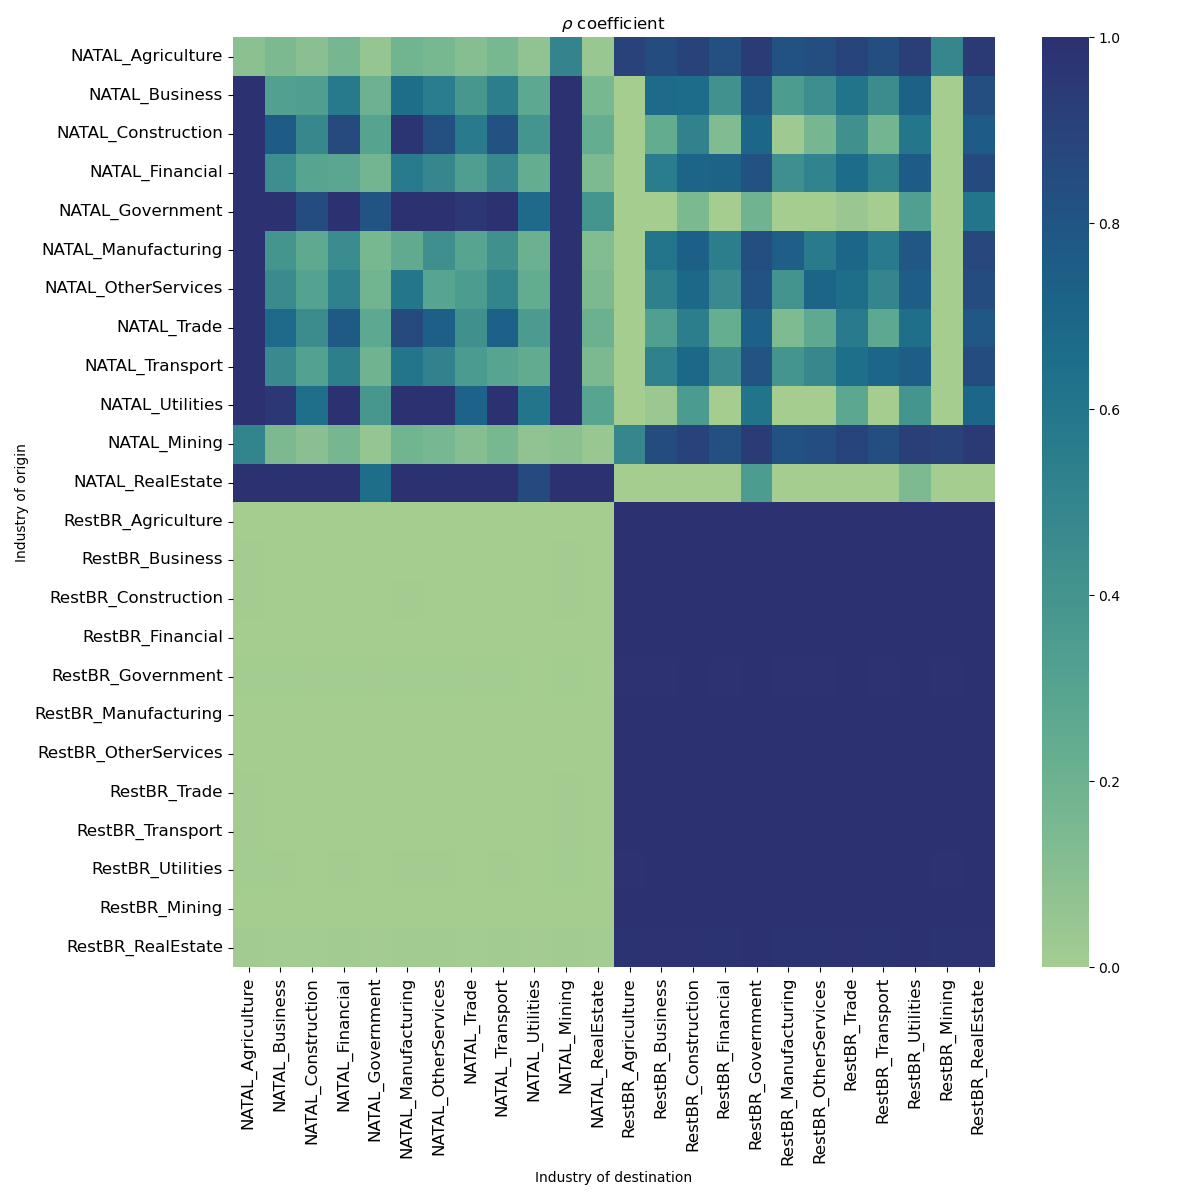 ρ coefficient
NATAL_Agriculture
NATAL_Business
NATAL_Construction
NATAL_Financial
NATAL_Government
NATAL_Manufacturing
NATAL_OtherServices
NATAL_Trade
NATAL_Transport
NATAL_Utilities
NATAL_Mining
NATAL_RealEstate
RestBR_Agriculture
RestBR_Business
RestBR_Construction
RestBR_Financial
RestBR_Government
RestBR_Manufacturing
RestBR_OtherServices
RestBR_Trade
RestBR_Transport
RestBR_Utilities
RestBR_Mining
RestBR_RealEstate
Industry of origin
NATAL_Agriculture
NATAL_Business
NATAL_Construction
NATAL_Financial
NATAL_Government
NATAL_Manufacturing
NATAL_OtherServices
NATAL_Trade
NATAL_Transport
NATAL_Utilities
NATAL_Mining
NATAL_RealEstate
RestBR_Agriculture
RestBR_Business
RestBR_Construction
RestBR_Financial
RestBR_Government
RestBR_Manufacturing
RestBR_OtherServices
RestBR_Trade
RestBR_Transport
RestBR_Utilities
RestBR_Mining
RestBR_RealEstate
Industry of destination
1.0
0.8
0.6
0.4
0.2
0.0